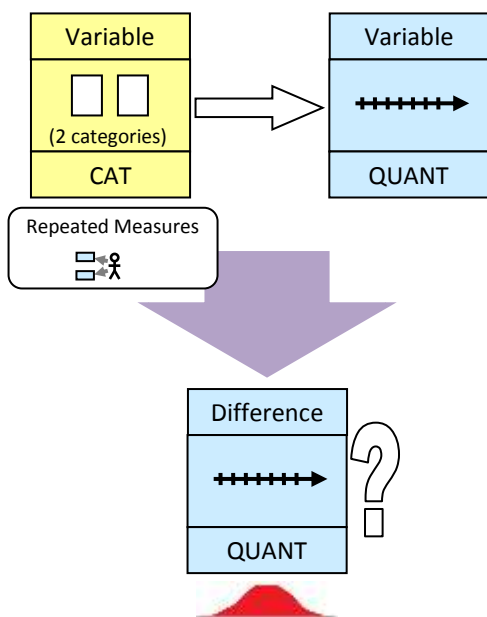 Variable
(2 categories)
CAT
Variable
QUANT
Repeated Measures
Difference
?
QUANT